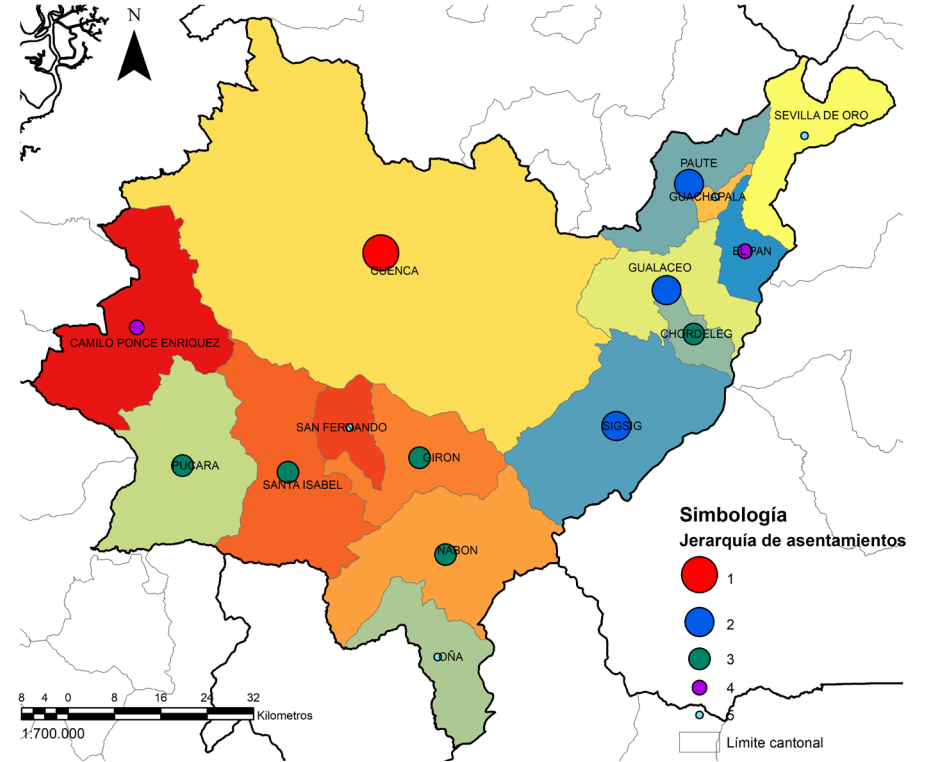 N
SEVILLA DE ORO
PAUTE
GUACHAPALA
EL PAN
CUENCA
GUALACEO
CHORDELEG
CAMILO PONCE ENRIQUEZ
SAN FERNANDO
SIGSIG
PUCARA
GIRON
SANTA ISABEL
NABON
OÑA
Simbología
Jerarquía de asentamientos
1
2
3
4
5
Límite cantonal
8 4 0 8 16 24 32
Kilometros
1:700.000